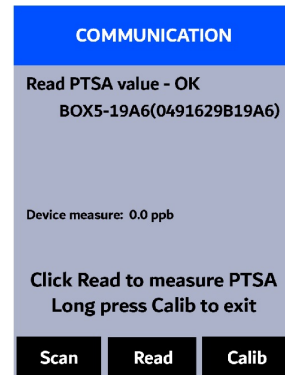 COMMUNICATION
Read PTSA value - OK
BOX5-19A6(0491629B19A6)
Device measure: 0.0 ppb
Click Read to measure PTSA
Long press Calib to exit
Scan Read Calib